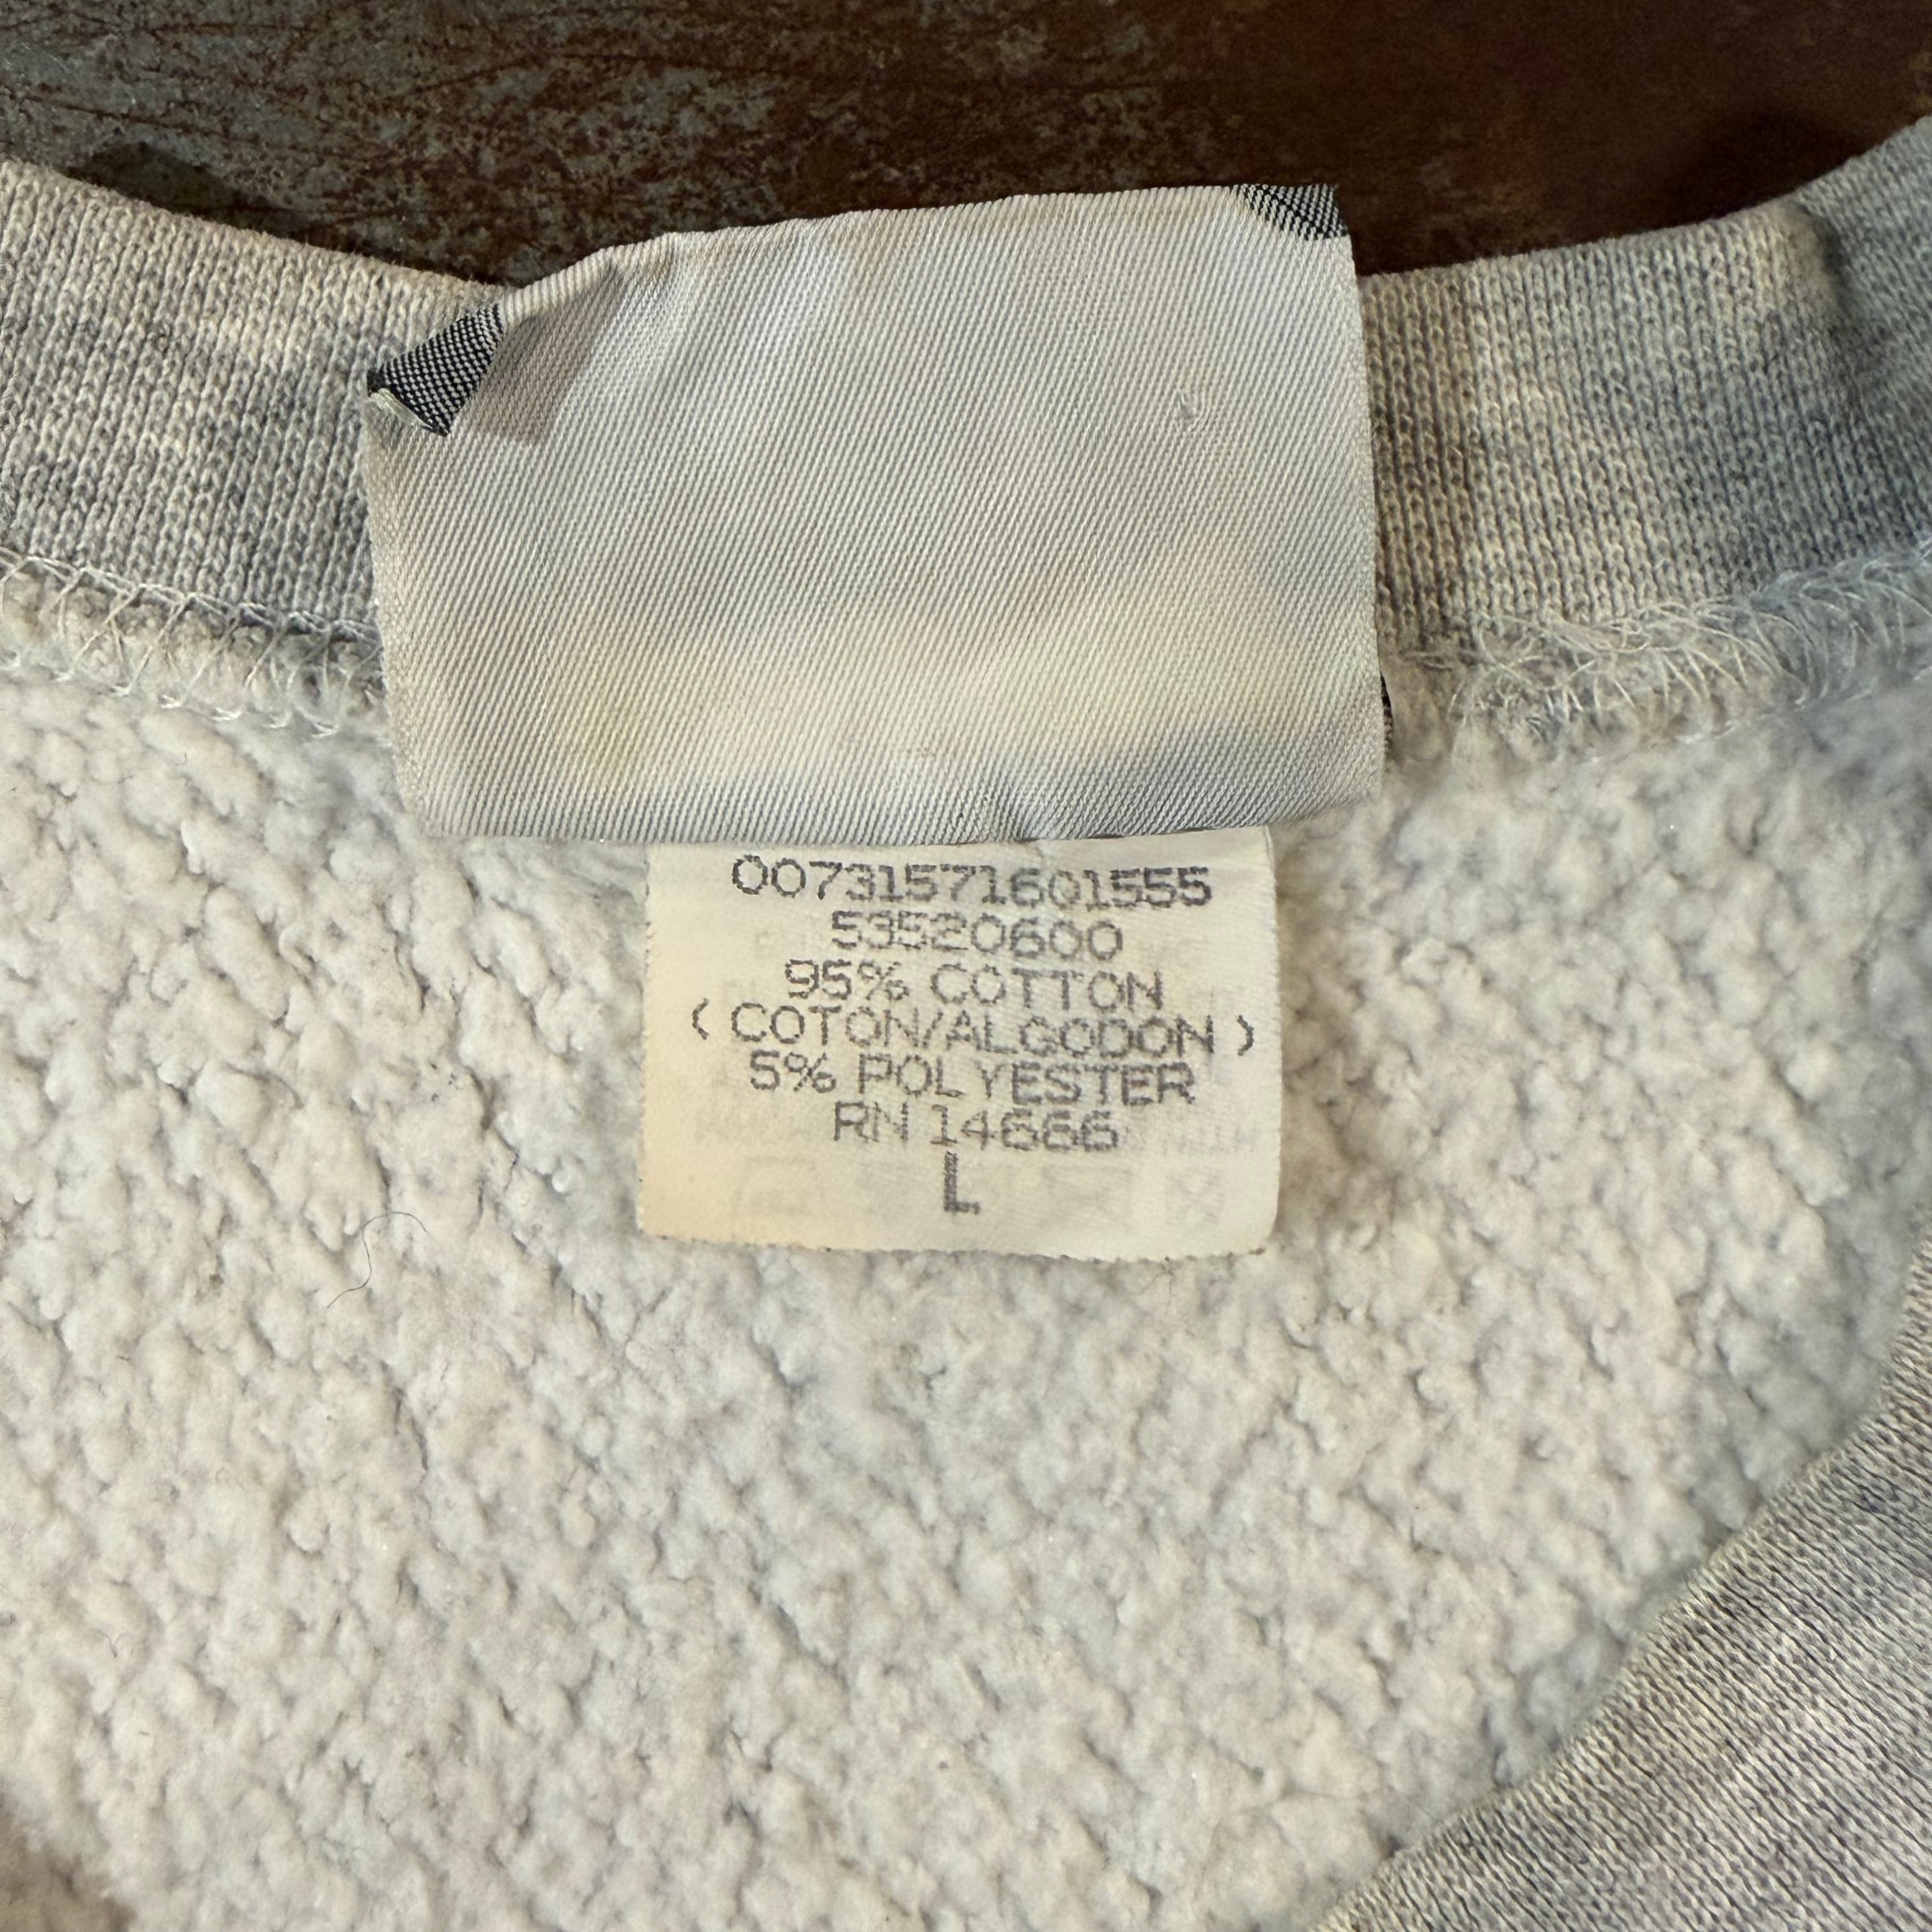 00731571601555
53520600
95% COTTON
( COTON/ALGODON )
5% POLYESTER
RN 14666
L